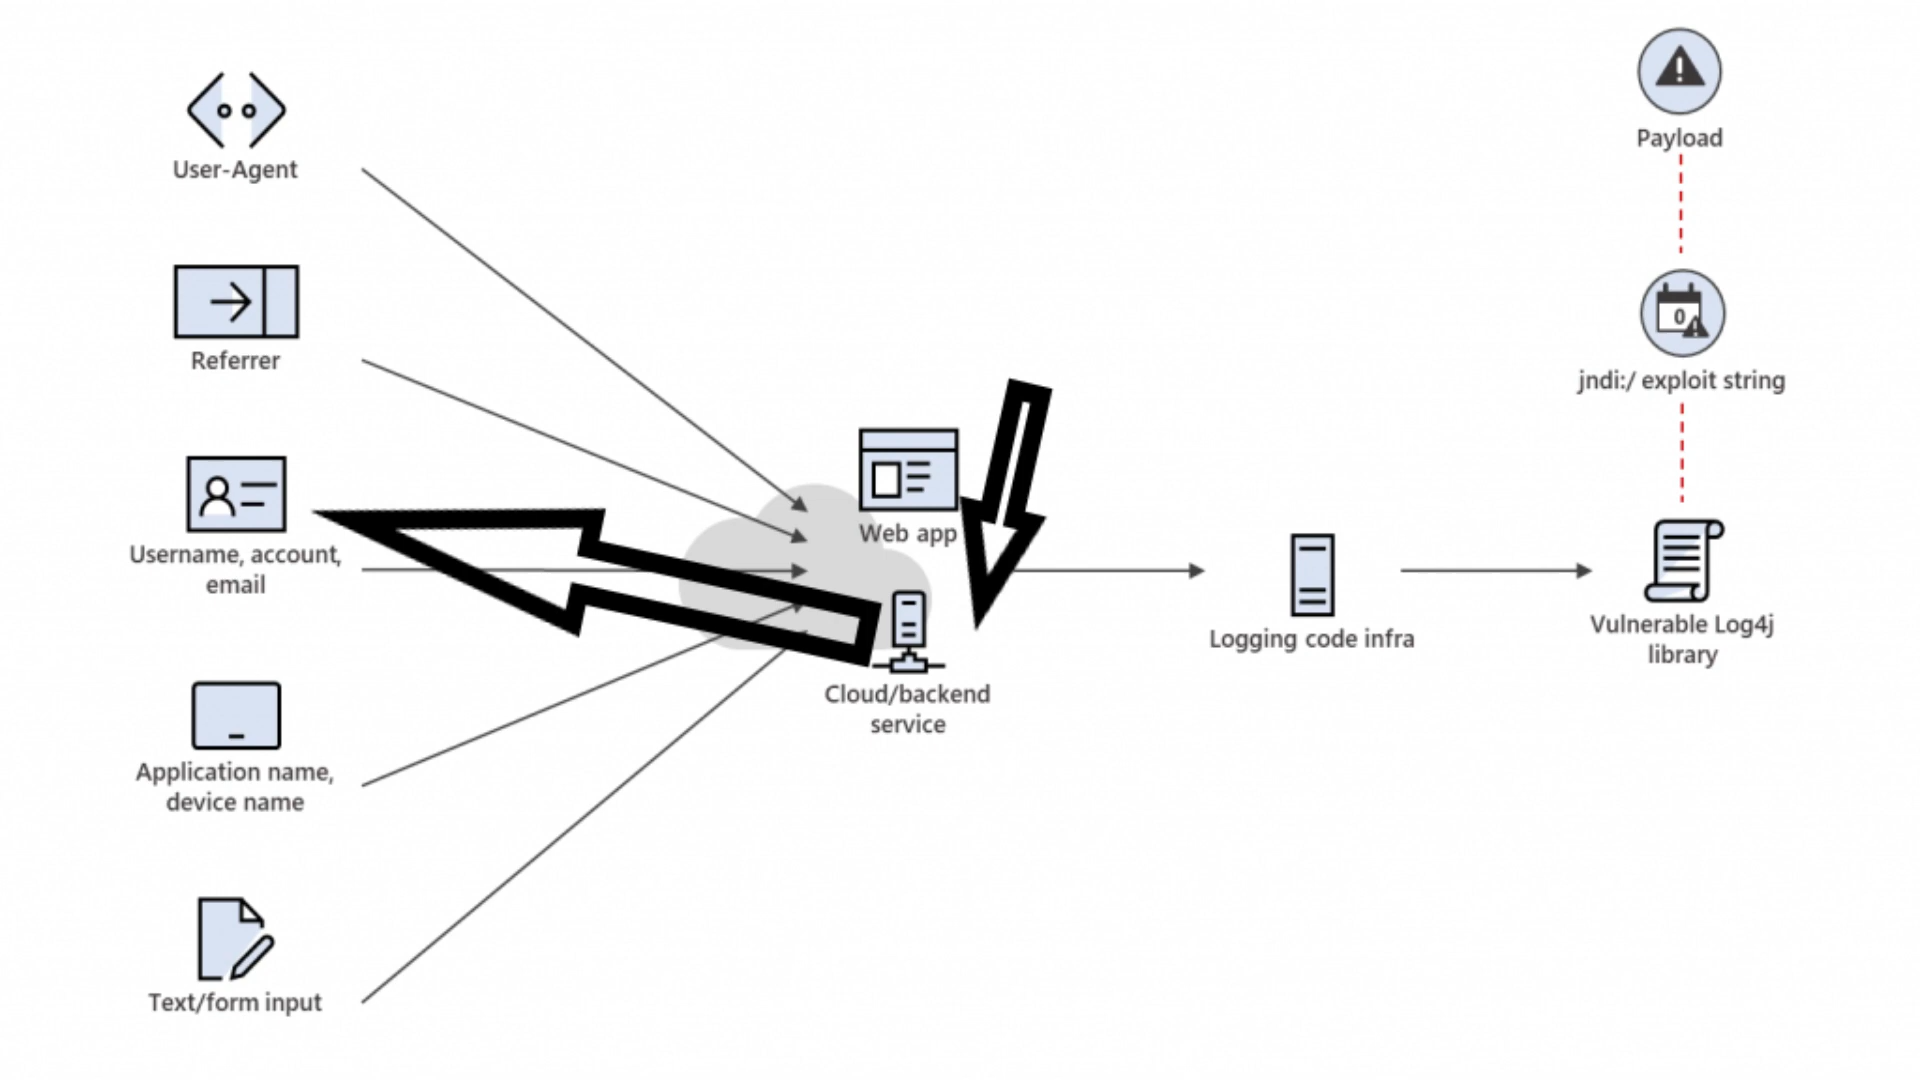 User-Agent
Referrer
Username, account,
email
Application name,
device name
Text/form input
Web app
Cloud/backend
service
Logging code infra
Payload
0
jndi:/ exploit string
Vulnerable Log4j
library